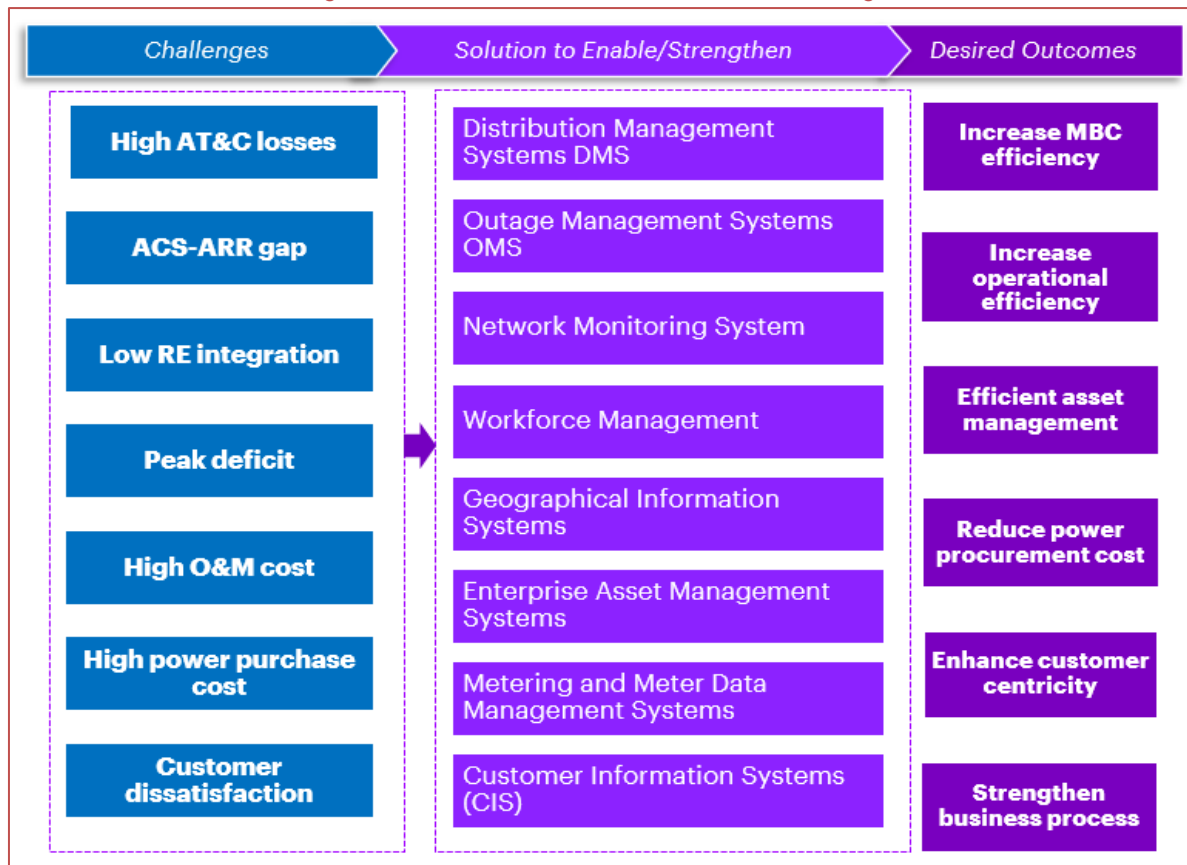 Challenges
Solution to Enable/Strengthen
Desired Outcomes
High AT&C losses
ACS-ARR gap
Low RE integration
Peak deficit
High O&M cost
High power purchase
cost
Customer
dissatisfaction
Distribution Management
Systems DMS
Outage Management Systems
OMS
Network Monitoring System
Workforce Management
Geographical Information
Systems
Enterprise Asset Management
Systems
Metering and Meter Data
Management Systems
Customer Information Systems
(CIS)
Increase MBC
efficiency
Increase
operational
efficiency
Efficient asset
management
Reduce power
procurement cost
Enhance customer
centricity
Strengthen
business process